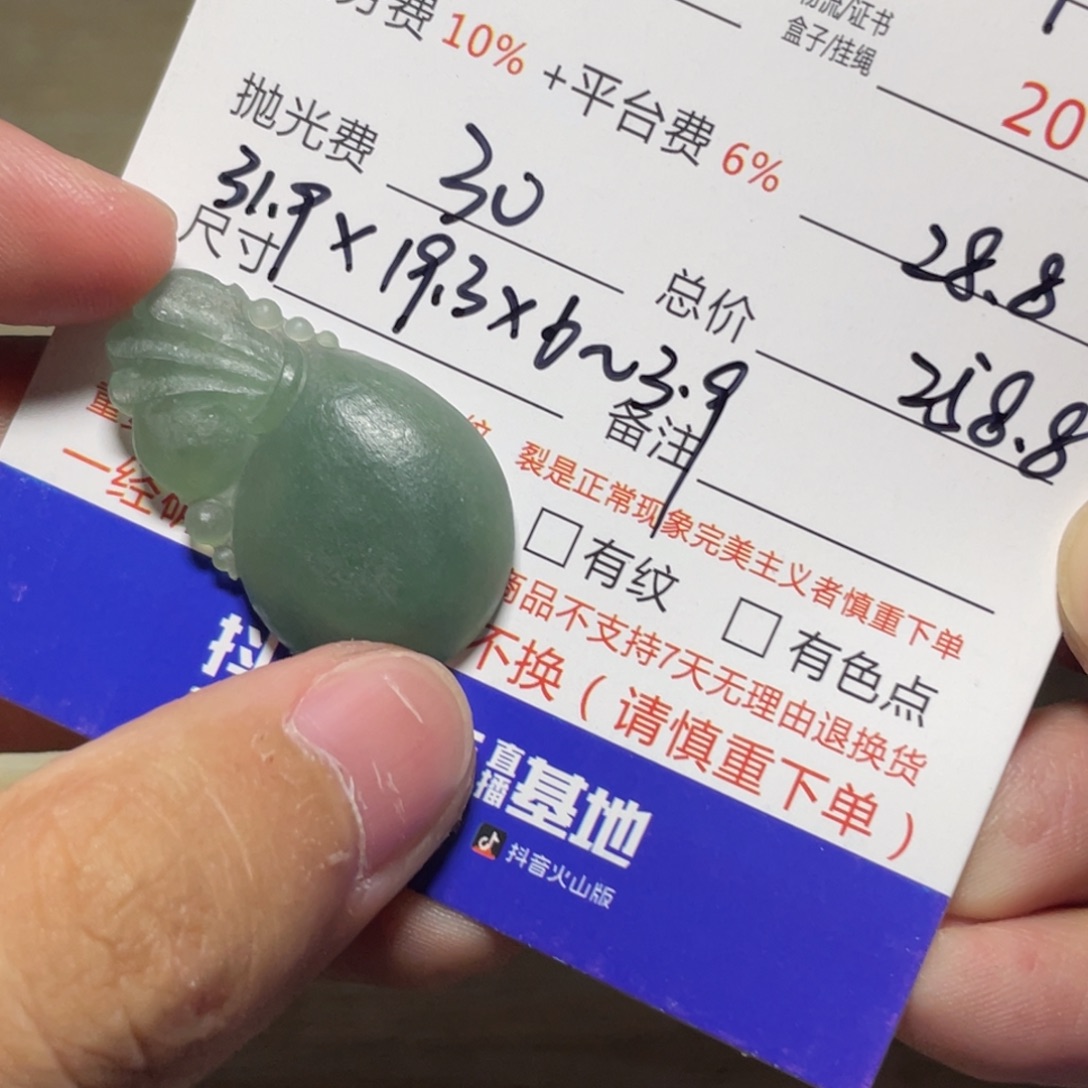 物流/证书
盒子/挂绳
费 10% +平台费 6%
20
28.8
抛光费 30
总价 258.8
尺寸 31.9×19.3×6~3.9
备注
裂是正常现象完美主义者慎重下单
□有纹 □有色点
商品不支持7天无理由退换货
一经
不换(请慎重下单)
抖
直播基地
抖音火山版